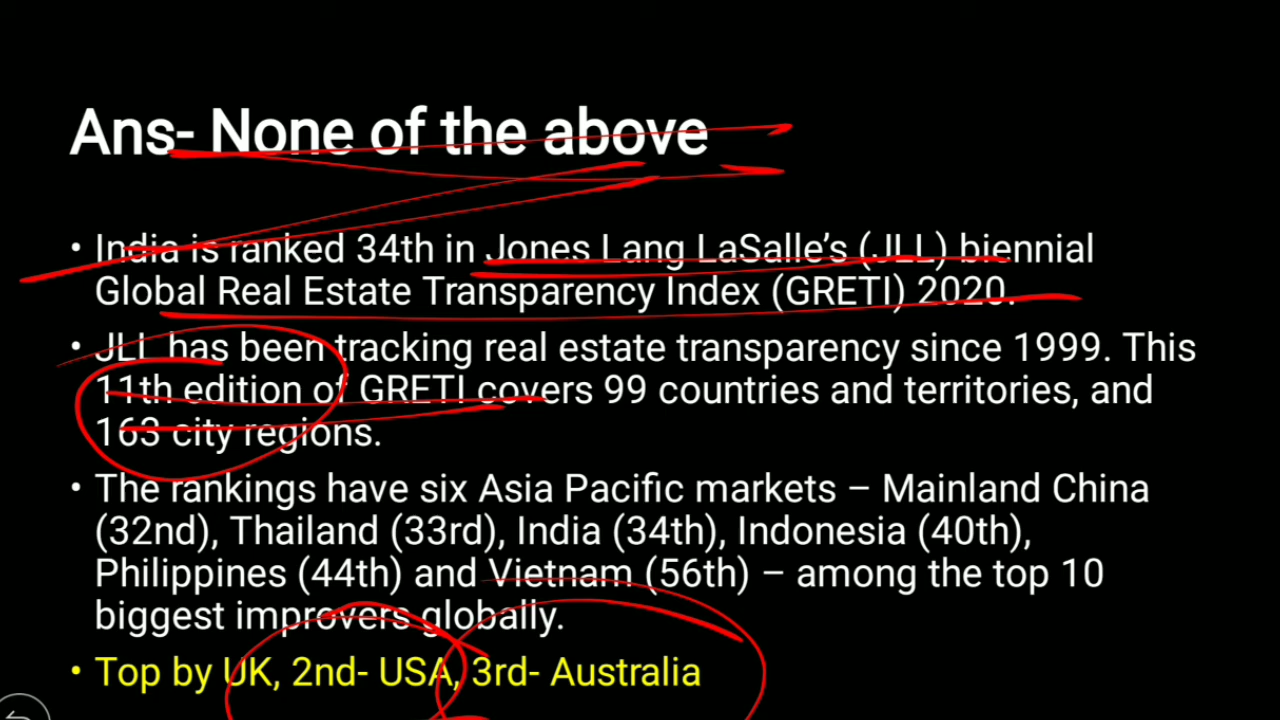 Ans- None of the above
• India is ranked 34th in Jones Lang LaSalle’s (JLL) biennial
Global Real Estate Transparency Index (GRETI) 2020.
• JLL has been tracking real estate transparency since 1999. This
11th edition of GRETI covers 99 countries and territories, and
163 city regions.
• The rankings have six Asia Pacific markets – Mainland China
(32nd), Thailand (33rd), India (34th), Indonesia (40th),
Philippines (44th) and Vietnam (56th) – among the top 10
biggest improvers globally.
• Top by UK, 2nd- USA, 3rd- Australia